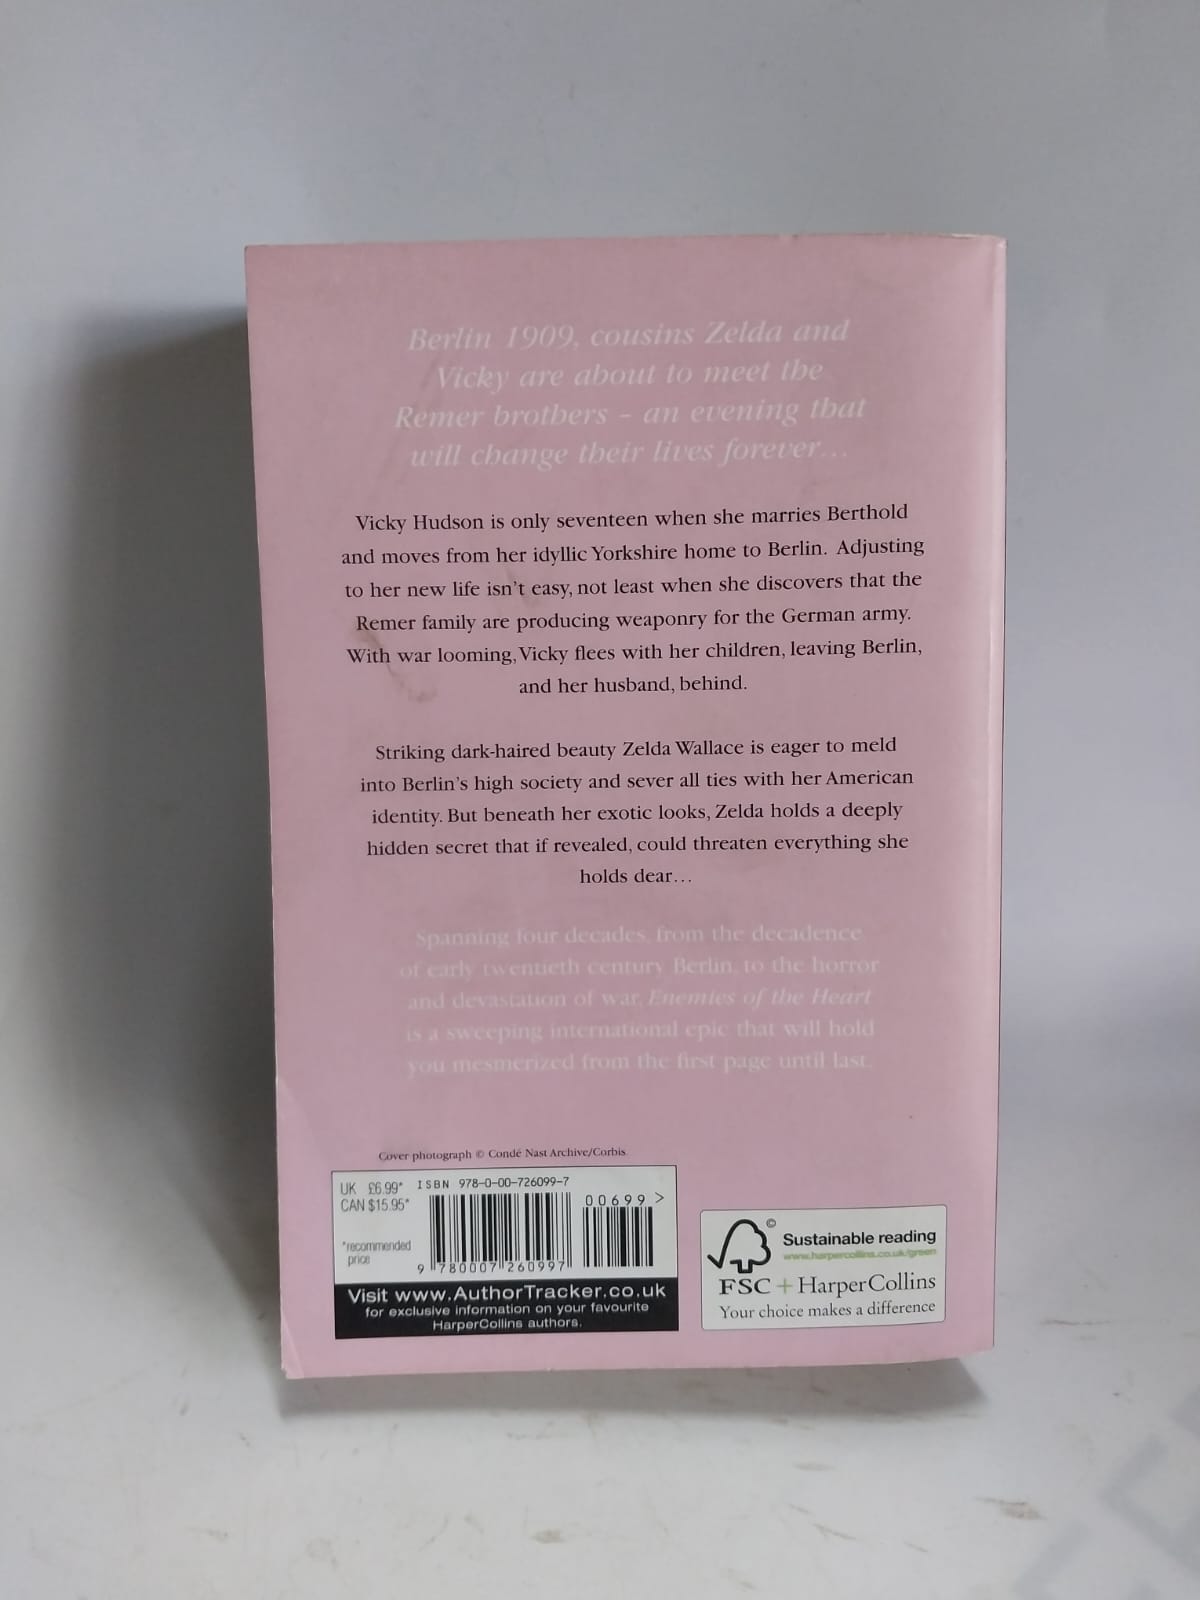 Berlin 1909, cousins Zelda and
Vicky are about to meet the
Remer brothers – an evening that
will change their lives forever…
Vicky Hudson is only seventeen when she marries Berthold
and moves from her idyllic Yorkshire home to Berlin. Adjusting
to her new life isn't easy, not least when she discovers that the
Remer family are producing weaponry for the German army.
With war looming, Vicky flees with her children, leaving Berlin,
and her husband, behind.
Striking dark-haired beauty Zelda Wallace is eager to meld
into Berlin's high society and sever all ties with her American
identity. But beneath her exotic looks, Zelda holds a deeply
hidden secret that if revealed, could threaten everything she
holds dear…
Spanning four decades, from the decadence
of early twentieth century Berlin, to the horror
and devastation of war, Enemies of the Heart
is a sweeping international epic that will hold
you mesmerized from the first page until last.
Cover photograph © Condé Nast Archive/Corbis.
UK £6.99*
CAN $15.95*
*recommended
price
ISBN 978-0-00-726099-7
00699 >
9 780007 260997
Visit www.AuthorTracker.co.uk
for exclusive information on your favourite
HarperCollins authors.
©
Sustainable reading
www.harpercollins.co.uk/green
FSC + HarperCollins
Your choice makes a difference